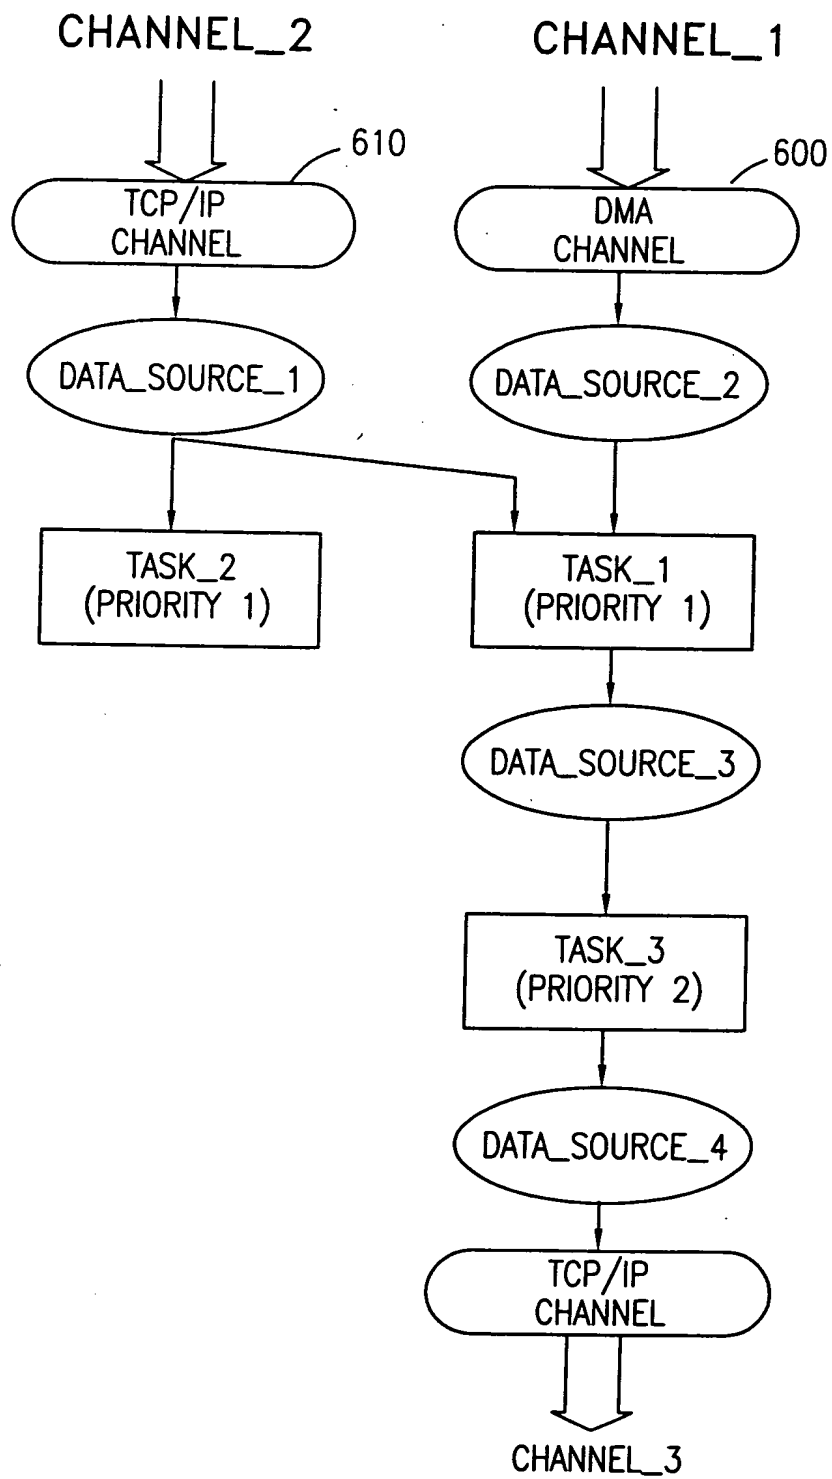 CHANNEL_2
CHANNEL_1
610
600
TCP/IP
CHANNEL
DMA
CHANNEL
DATA_SOURCE_1
DATA_SOURCE_2
TASK_2
(PRIORITY 1)
TASK_1
(PRIORITY 1)
DATA_SOURCE_3
TASK_3
(PRIORITY 2)
DATA_SOURCE_4
TCP/IP
CHANNEL
CHANNEL_3